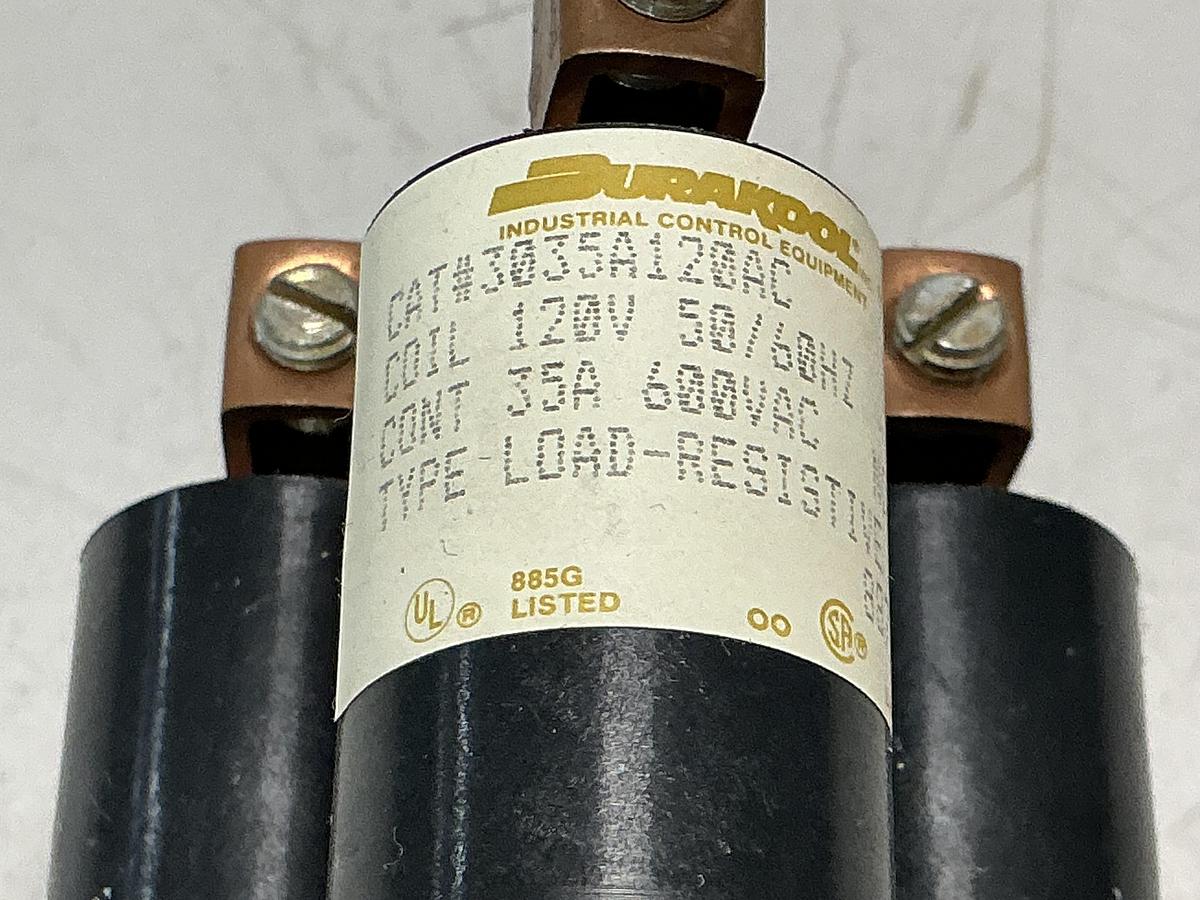 DURAKOOL
INDUSTRIAL CONTROL EQUIPMENT
CAT#3035A120AC
COIL 120V 50/60HZ
CONT 35A 600VAC
TYPE LOAD-RESISTI
UL ® 885G
LISTED
OO SA ®